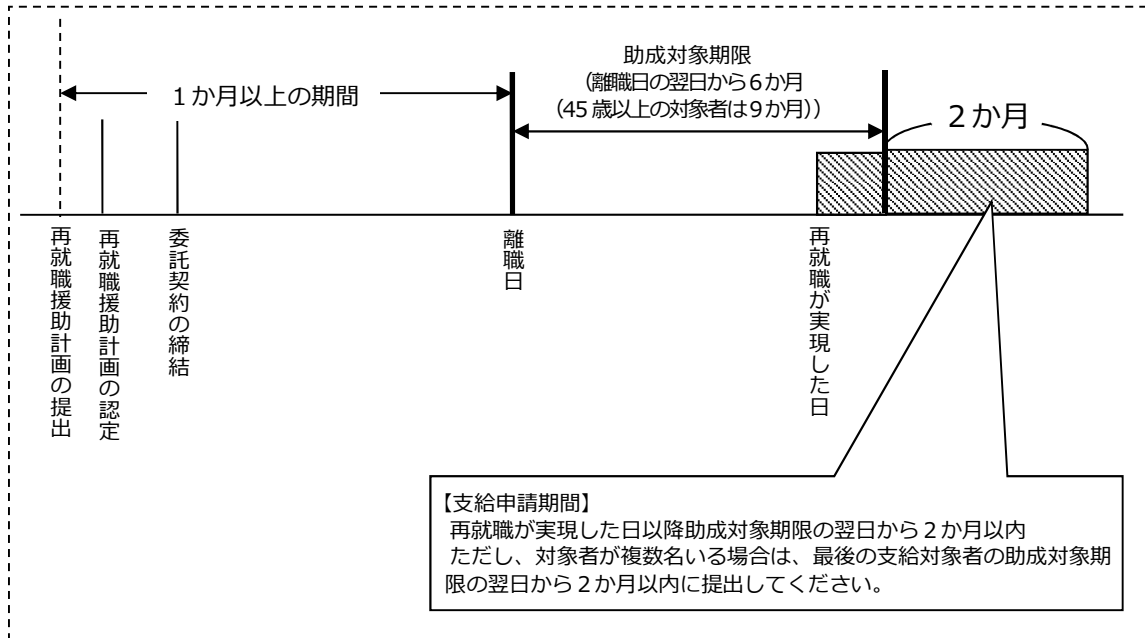 助成対象期限
(離職日の翌日から6か月
(45歳以上の対象者は9か月))
1か月以上の期間
2か月
再就職援助計画の提出
再就職援助計画の認定
委託契約の締結
離職日
再就職が実現した日
【支給申請期間】
再就職が実現した日以降助成対象期限の翌日から2か月以内
ただし、対象者が複数名いる場合は、最後の支給対象者の助成対象期
限の翌日から2か月以内に提出してください。